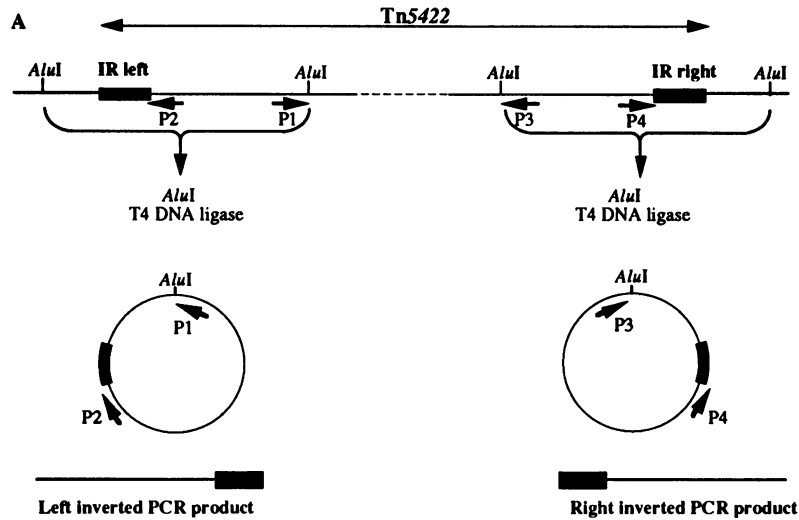 A
Tn5422
AluI IR left AluI AluI IR right AluI
P2 P1 P3 P4
AluI AluI
T4 DNA ligase T4 DNA ligase
AluI AluI
P1 P3
P2 P4
Left inverted PCR product Right inverted PCR product